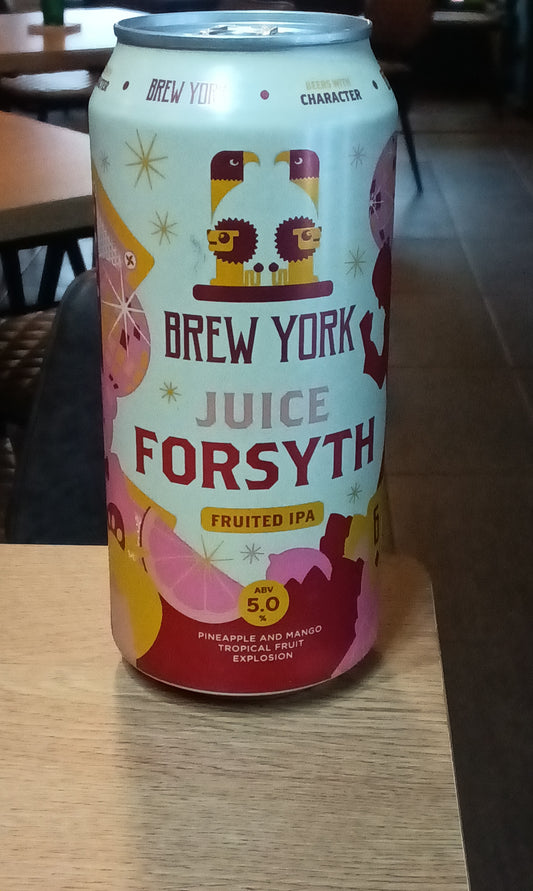 BREW YORK
BEERS WITH
CHARACTER
BREW YORK
JUICE
FORSYTH
FRUITED IPA
ABV
5.0
%
PINEAPPLE AND MANGO
TROPICAL FRUIT
EXPLOSION